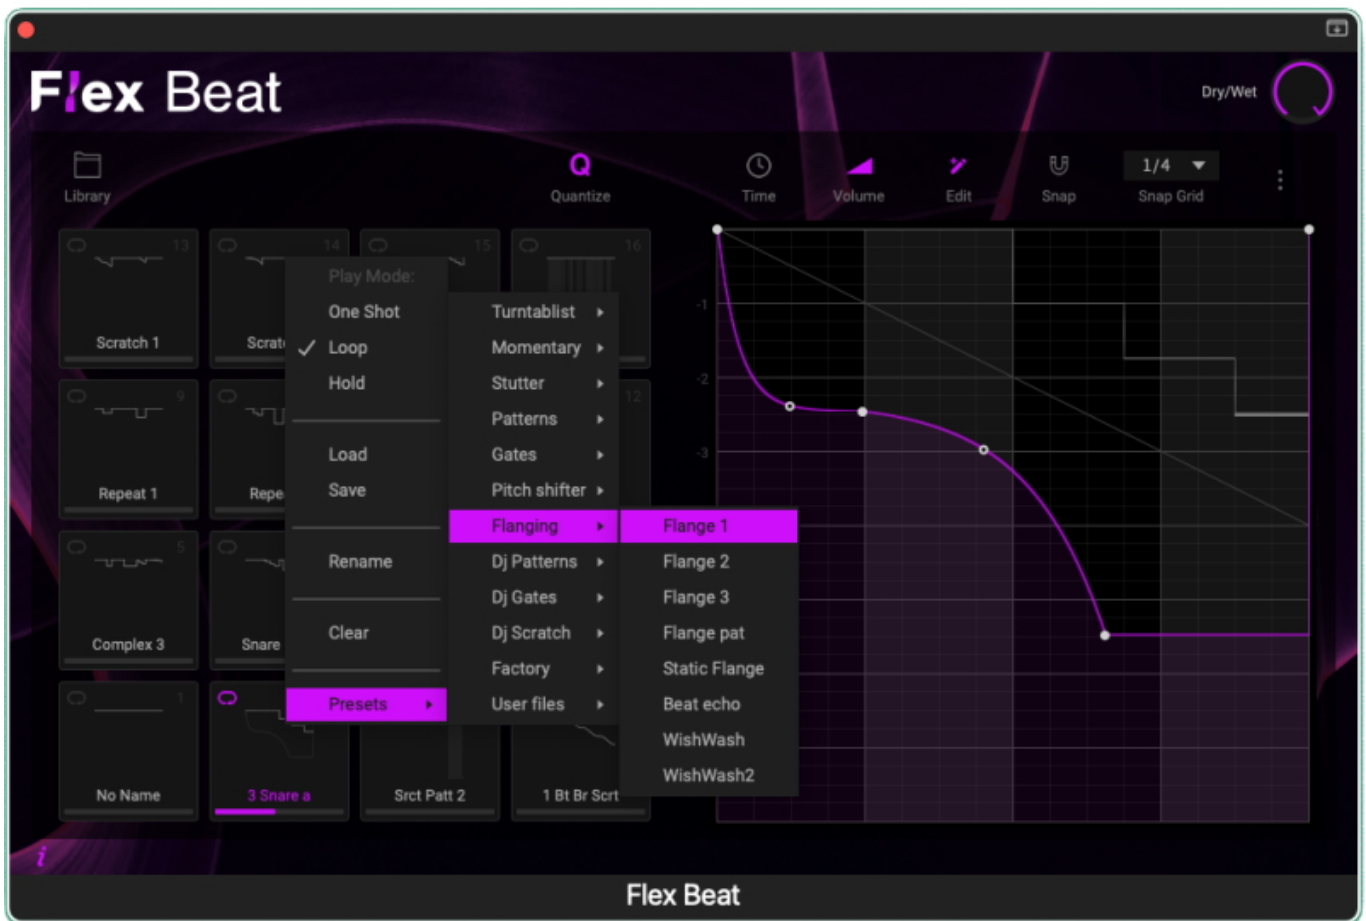 Flex Beat
Dry/Wet
Library
Q
Quantize
Time
Volume
Edit
Snap
1/4
Snap Grid
13
14
15
16
Scratch 1
Scrat
9
12
Repeat 1
Repe
5
Complex 3
Snare
1
No Name
3 Snare a
Srct Patt 2
1 Bt Br Scrt
Play Mode:
One Shot
Loop
Hold
Load
Save
Rename
Clear
Presets
Turntablist
Momentary
Stutter
Patterns
Gates
Pitch shifter
Flanging
Dj Patterns
Dj Gates
Dj Scratch
Factory
User files
Flange 1
Flange 2
Flange 3
Flange pat
Static Flange
Beat echo
WishWash
WishWash2
-1
-2
-3
i
Flex Beat